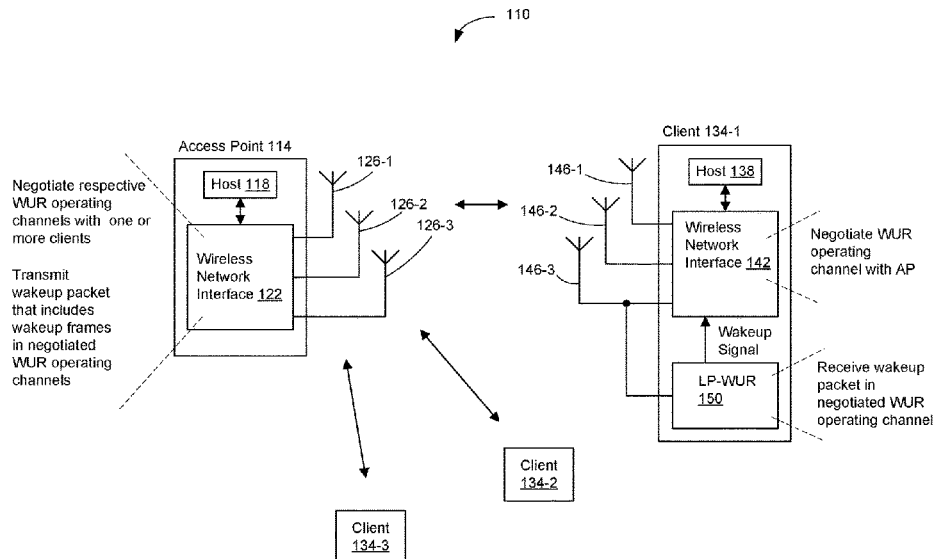 110
Access Point 114
Host 118
Wireless
Network
Interface 122
126-1
126-2
126-3
Negotiate respective
WUR operating
channels with one or
more clients
Transmit
wakeup packet
that includes
wakeup frames
in negotiated
WUR operating
channels
Client 134-1
146-1
146-2
146-3
Host 138
Wireless
Network
Interface
142
Negotiate WUR
operating
channel with AP
Wakeup
Signal
LP-WUR
150
Receive wakeup
packet in
negotiated WUR
operating channel
Client
134-2
Client
134-3